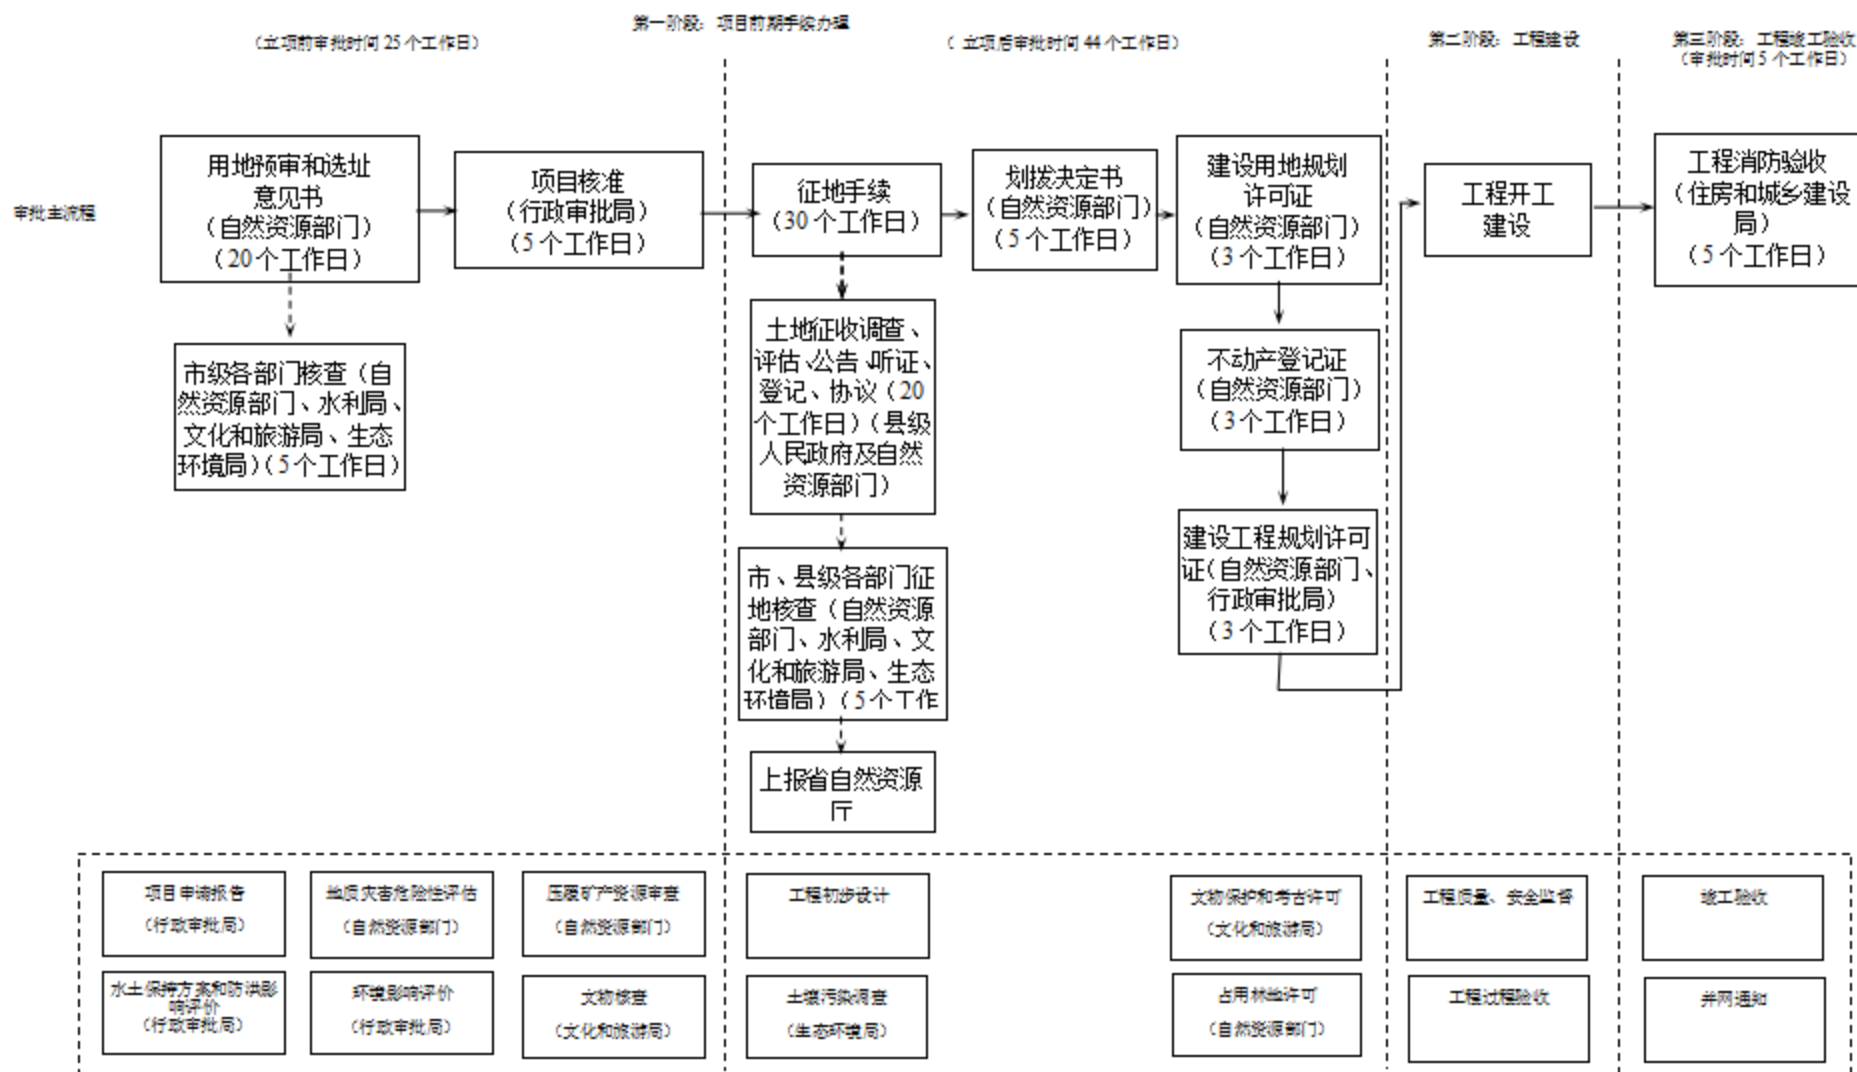 第一阶段：项目前期手续办理
（立项前审批时间 25 个工作日）
（ 立项后审批时间 44 个工作日）
第二阶段：工程建设
第三阶段：工程竣工验收
（审批时间 5 个工作日）
审批主流程
用地预审和选址
意见书
（自然资源部门）
（20个工作日）
项目核准
（行政审批局）
（5 个工作日）
征地手续
（30 个工作日）
划拨决定书
（自然资源部门）
（5 个工作日）
建设用地规划
许可证
（自然资源部门）
（3 个工作日）
工程开工
建设
工程消防验收
（住房和城乡建设
局）
（5 个工作日）
市级各部门核查（自
然资源部门、水利局、
文化和旅游局、生态
环境局）（5 个工作日）
土地征收调查、
评估、公告、听证、
登记、协议（20
个工作日）（县级
人民政府及自然
资源部门）
不动产登记证
（自然资源部门）
（3 个工作日）
市、县级各部门征
地核查（自然资源
部门、水利局、文
化和旅游局、生态
环境局）（5 个工作
建设工程规划许可
证（自然资源部门、
行政审批局）
（3 个工作日）
上报省自然资源
厅
项目申请报告
（行政审批局）
地质灾害危险性评估
（自然资源部门）
压覆矿产资源审查
（自然资源部门）
工程初步设计
文物保护和考古许可
（文化和旅游局）
工程质量、安全监督
竣工验收
水土保持方案和防洪影
响评价
（行政审批局）
环境影响评价
（行政审批局）
文物核查
（文化和旅游局）
土壤污染调查
（生态环境局）
占用林地许可
（自然资源部门）
工程过程验收
并网通知